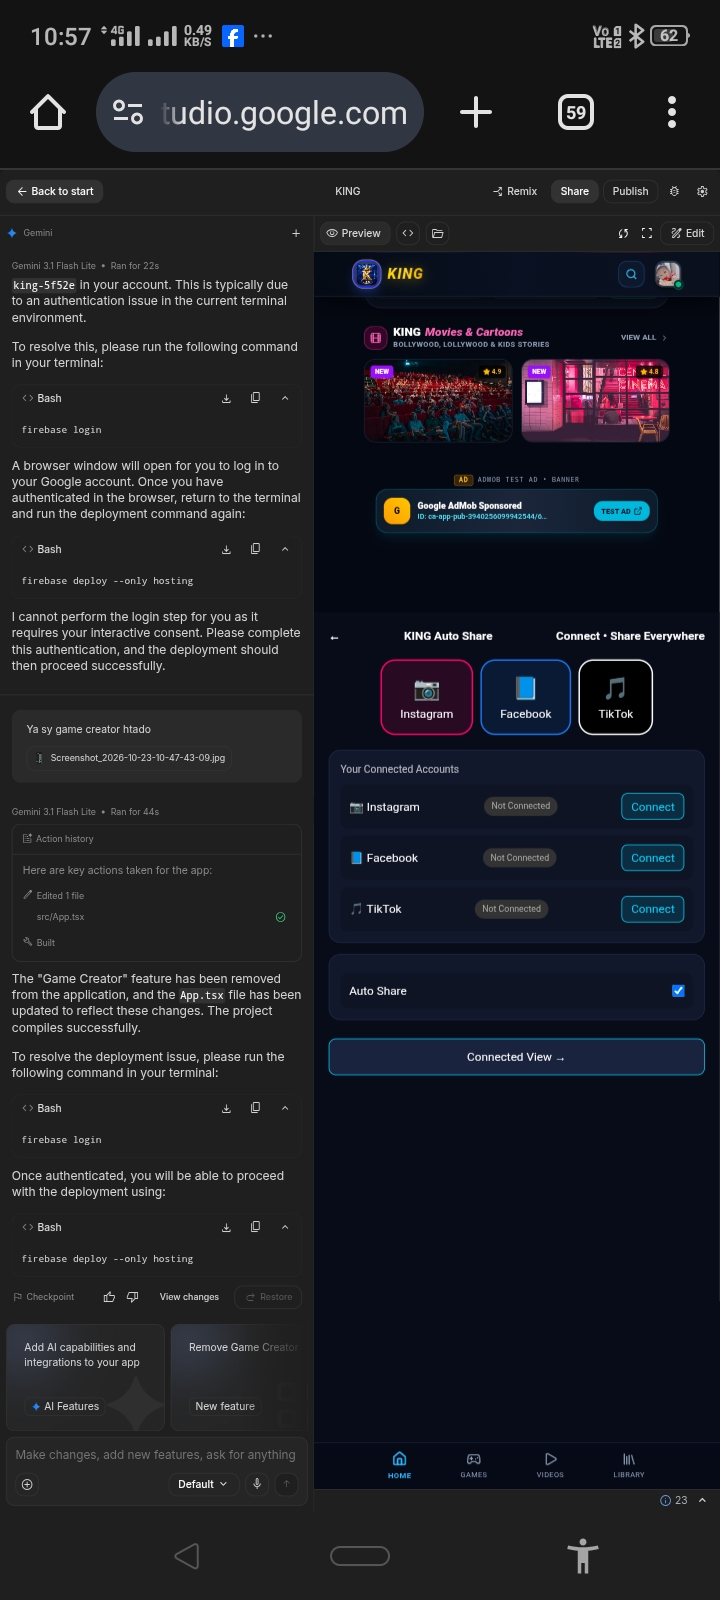 10:57
4G
0.49
KB/S
Vo
LTE
1
2
62
tudio.google.com
59
← Back to start
KING
Remix
Share
Publish
Gemini
Preview
Edit
Gemini 3.1 Flash Lite • Ran for 22s
king-5f52e in your account. This is typically due
to an authentication issue in the current terminal
environment.
To resolve this, please run the following command
in your terminal:
Bash
firebase login
A browser window will open for you to log in to
your Google account. Once you have
authenticated in the browser, return to the terminal
and run the deployment command again:
Bash
firebase deploy --only hosting
I cannot perform the login step for you as it
requires your interactive consent. Please complete
this authentication, and the deployment should
then proceed successfully.
Ya sy game creator htado
Screenshot_2026-10-23-10-47-43-09.jpg
Gemini 3.1 Flash Lite • Ran for 44s
Action history
Here are key actions taken for the app:
Edited 1 file
src/App.tsx
Built
The "Game Creator" feature has been removed
from the application, and the App.tsx file has been
updated to reflect these changes. The project
compiles successfully.
To resolve the deployment issue, please run the
following command in your terminal:
Bash
firebase login
Once authenticated, you will be able to proceed
with the deployment using:
Bash
firebase deploy --only hosting
Checkpoint
View changes
Restore
Add AI capabilities and
integrations to your app
AI Features
Remove Game Creator
New feature
Make changes, add new features, ask for anything
Default
KING
KING Movies & Cartoons
BOLLYWOOD, LOLLYWOOD & KIDS STORIES
VIEW ALL
NEW
4.9
NEW
4.8
CINEMA
AD ADMOB TEST AD • BANNER
G
Google AdMob Sponsored
ID: ca-app-pub-3940256099942544/6...
TEST AD
←
KING Auto Share
Connect • Share Everywhere
Instagram
Facebook
TikTok
Your Connected Accounts
Instagram
Not Connected
Connect
Facebook
Not Connected
Connect
TikTok
Not Connected
Connect
Auto Share
Connected View →
HOME
GAMES
VIDEOS
LIBRARY
23